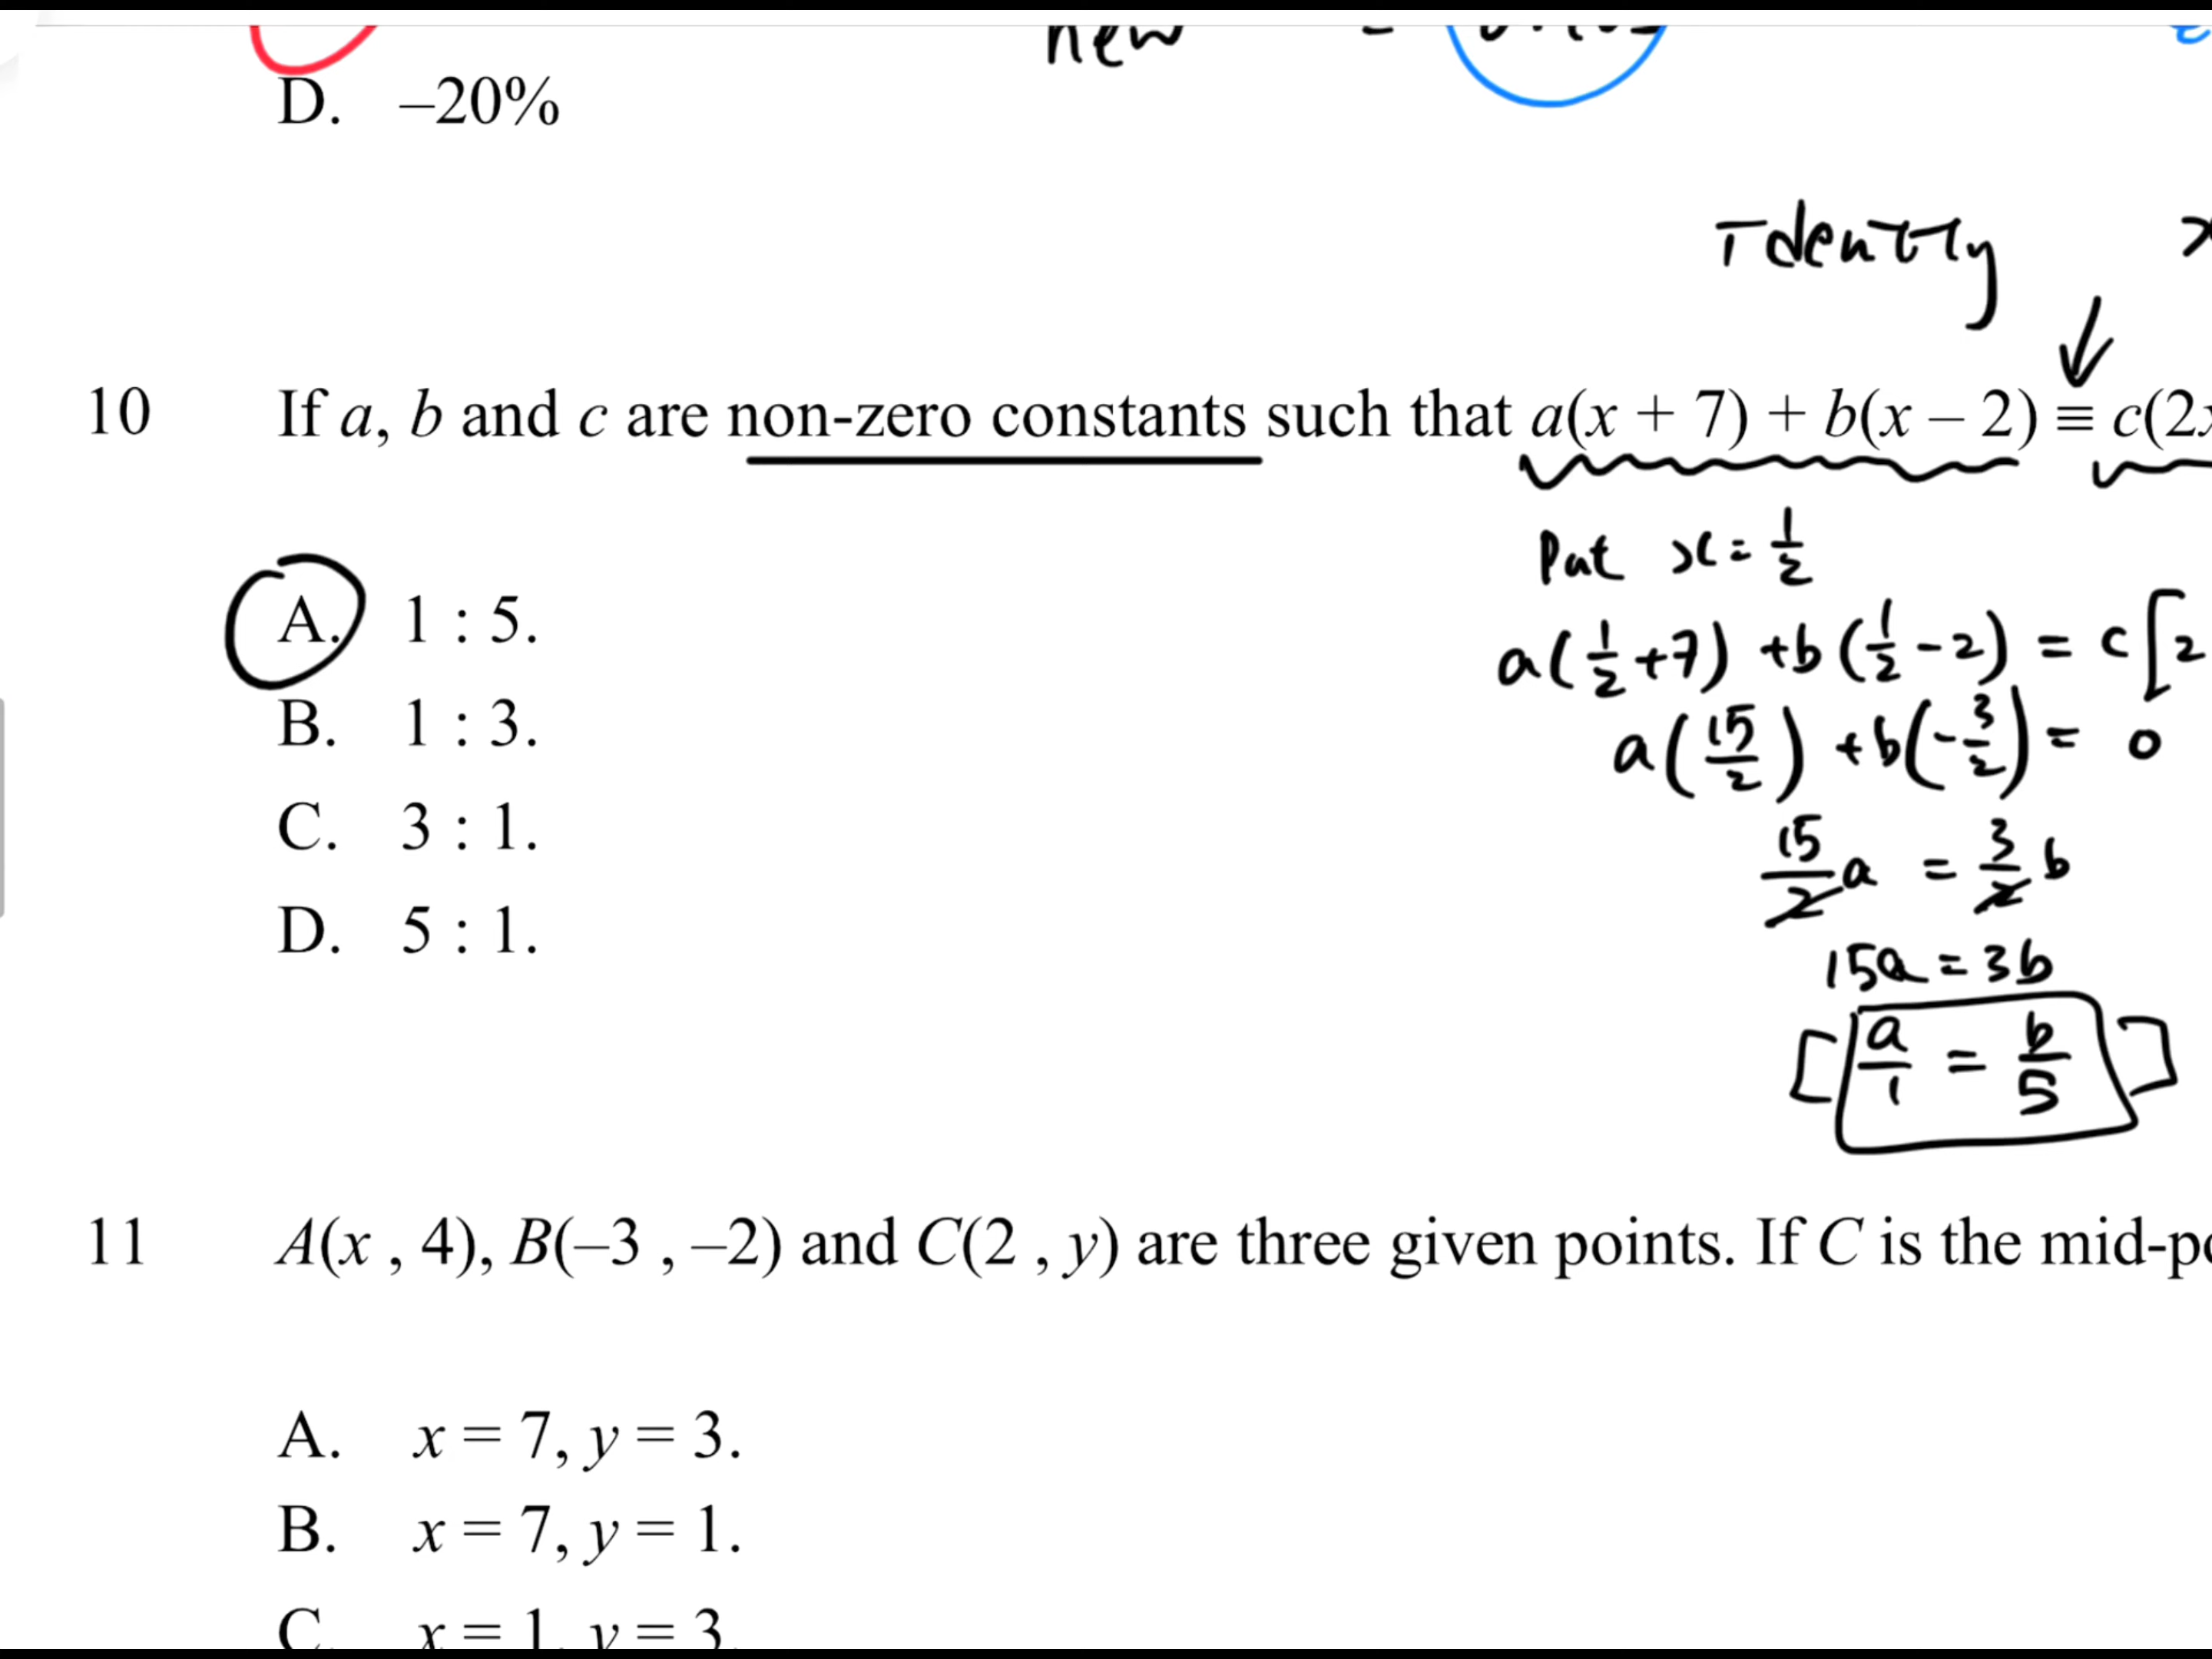 new =
D. –20%
Identity x
10 If a, b and c are non-zero constants such that a(x + 7) + b(x – 2) ≡ c(2x
Put x = 1/2
A. 1 : 5.
a(1/2+7) +b(1/2-2) = c[2
B. 1 : 3.
a(15/2) +b(-3/2) = 0
C. 3 : 1.
15/2 a = 3/2 b
D. 5 : 1.
15a = 3b
[a/1 = b/5]
11 A(x , 4), B(–3 , –2) and C(2 , y) are three given points. If C is the mid-po
A. x = 7, y = 3.
B. x = 7, y = 1.
C. x = 1, y = 3.